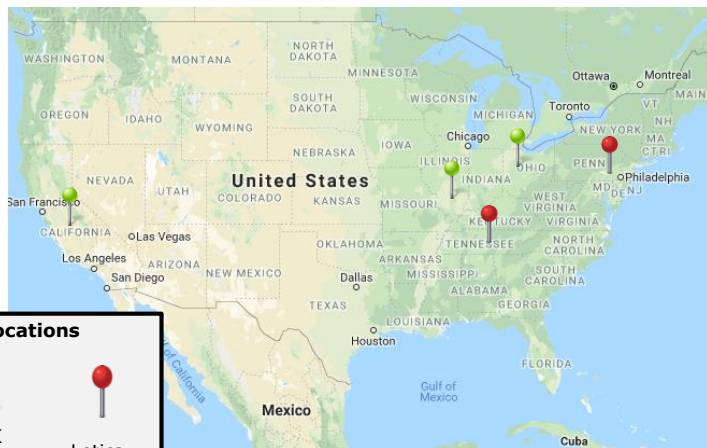 WASHINGTON
MONTANA
NORTH
DAKOTA
MINNESOTA
Ottawa
Montreal
OREGON
IDAHO
WYOMING
SOUTH
DAKOTA
WISCONSIN
MICHIGAN
Toronto
VT
MAIN
NH
NEW YORK
MA
CT RI
NEBRASKA
IOWA
Chicago
ILLINOIS
INDIANA
OHIO
PENN
Philadelphia
MD
DE
NJ
San Francisco
NEVADA
UTAH
COLORADO
United States
KANSAS
MISSOURI
WEST
VIRGINIA
KENTUCKY
VIRGINIA
CALIFORNIA
Las Vegas
Los Angeles
San Diego
ARIZONA
NEW MEXICO
OKLAHOMA
ARKANSAS
TENNESSEE
NORTH
CAROLINA
SOUTH
CAROLINA
Dallas
MISSISSIPPI
ALABAMA
GEORGIA
TEXAS
LOUISIANA
Houston
FLORIDA
ocations
of California
Gulf of
Mexico
Mexico
Cuba